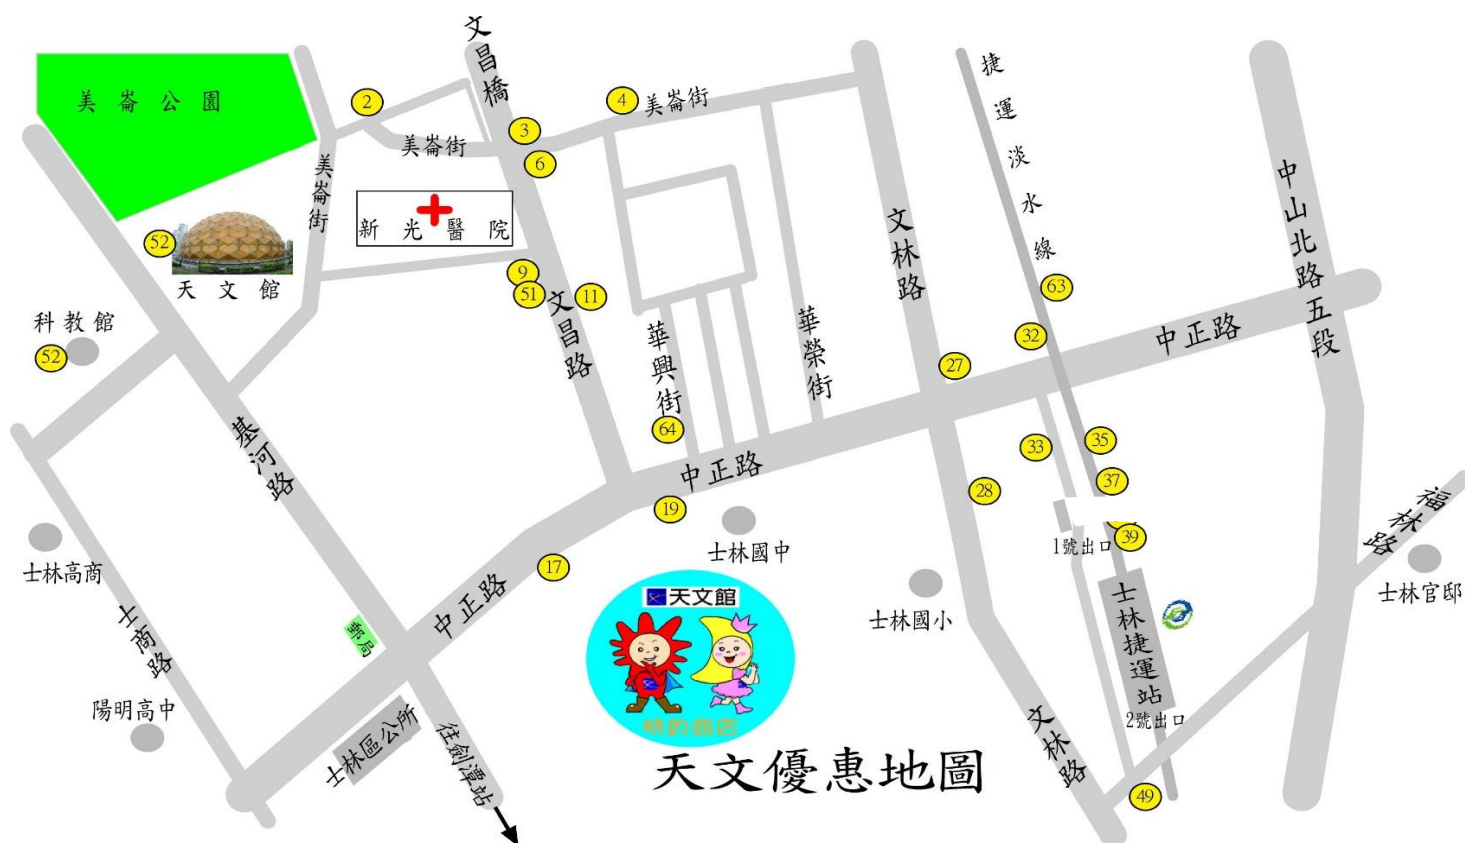 文昌橋
捷運淡水線
美崙公園
2
4
美崙街
3
美崙街
6
美崙街
中山北路五段
新光醫院
文林路
52
天文館
9
51
11
文昌路
63
科教館
52
華興街
華榮街
32
中正路
27
基河路
64
中正路
33
35
37
28
19
福林路
39
1號出口
士林高商
士林國中
17
士林官邸
士林國小
士商路
郵局
中正路
天文館
特約商店
士林捷運站
2號出口
陽明高中
士林區公所
往劍潭站
文林路
天文優惠地圖
49